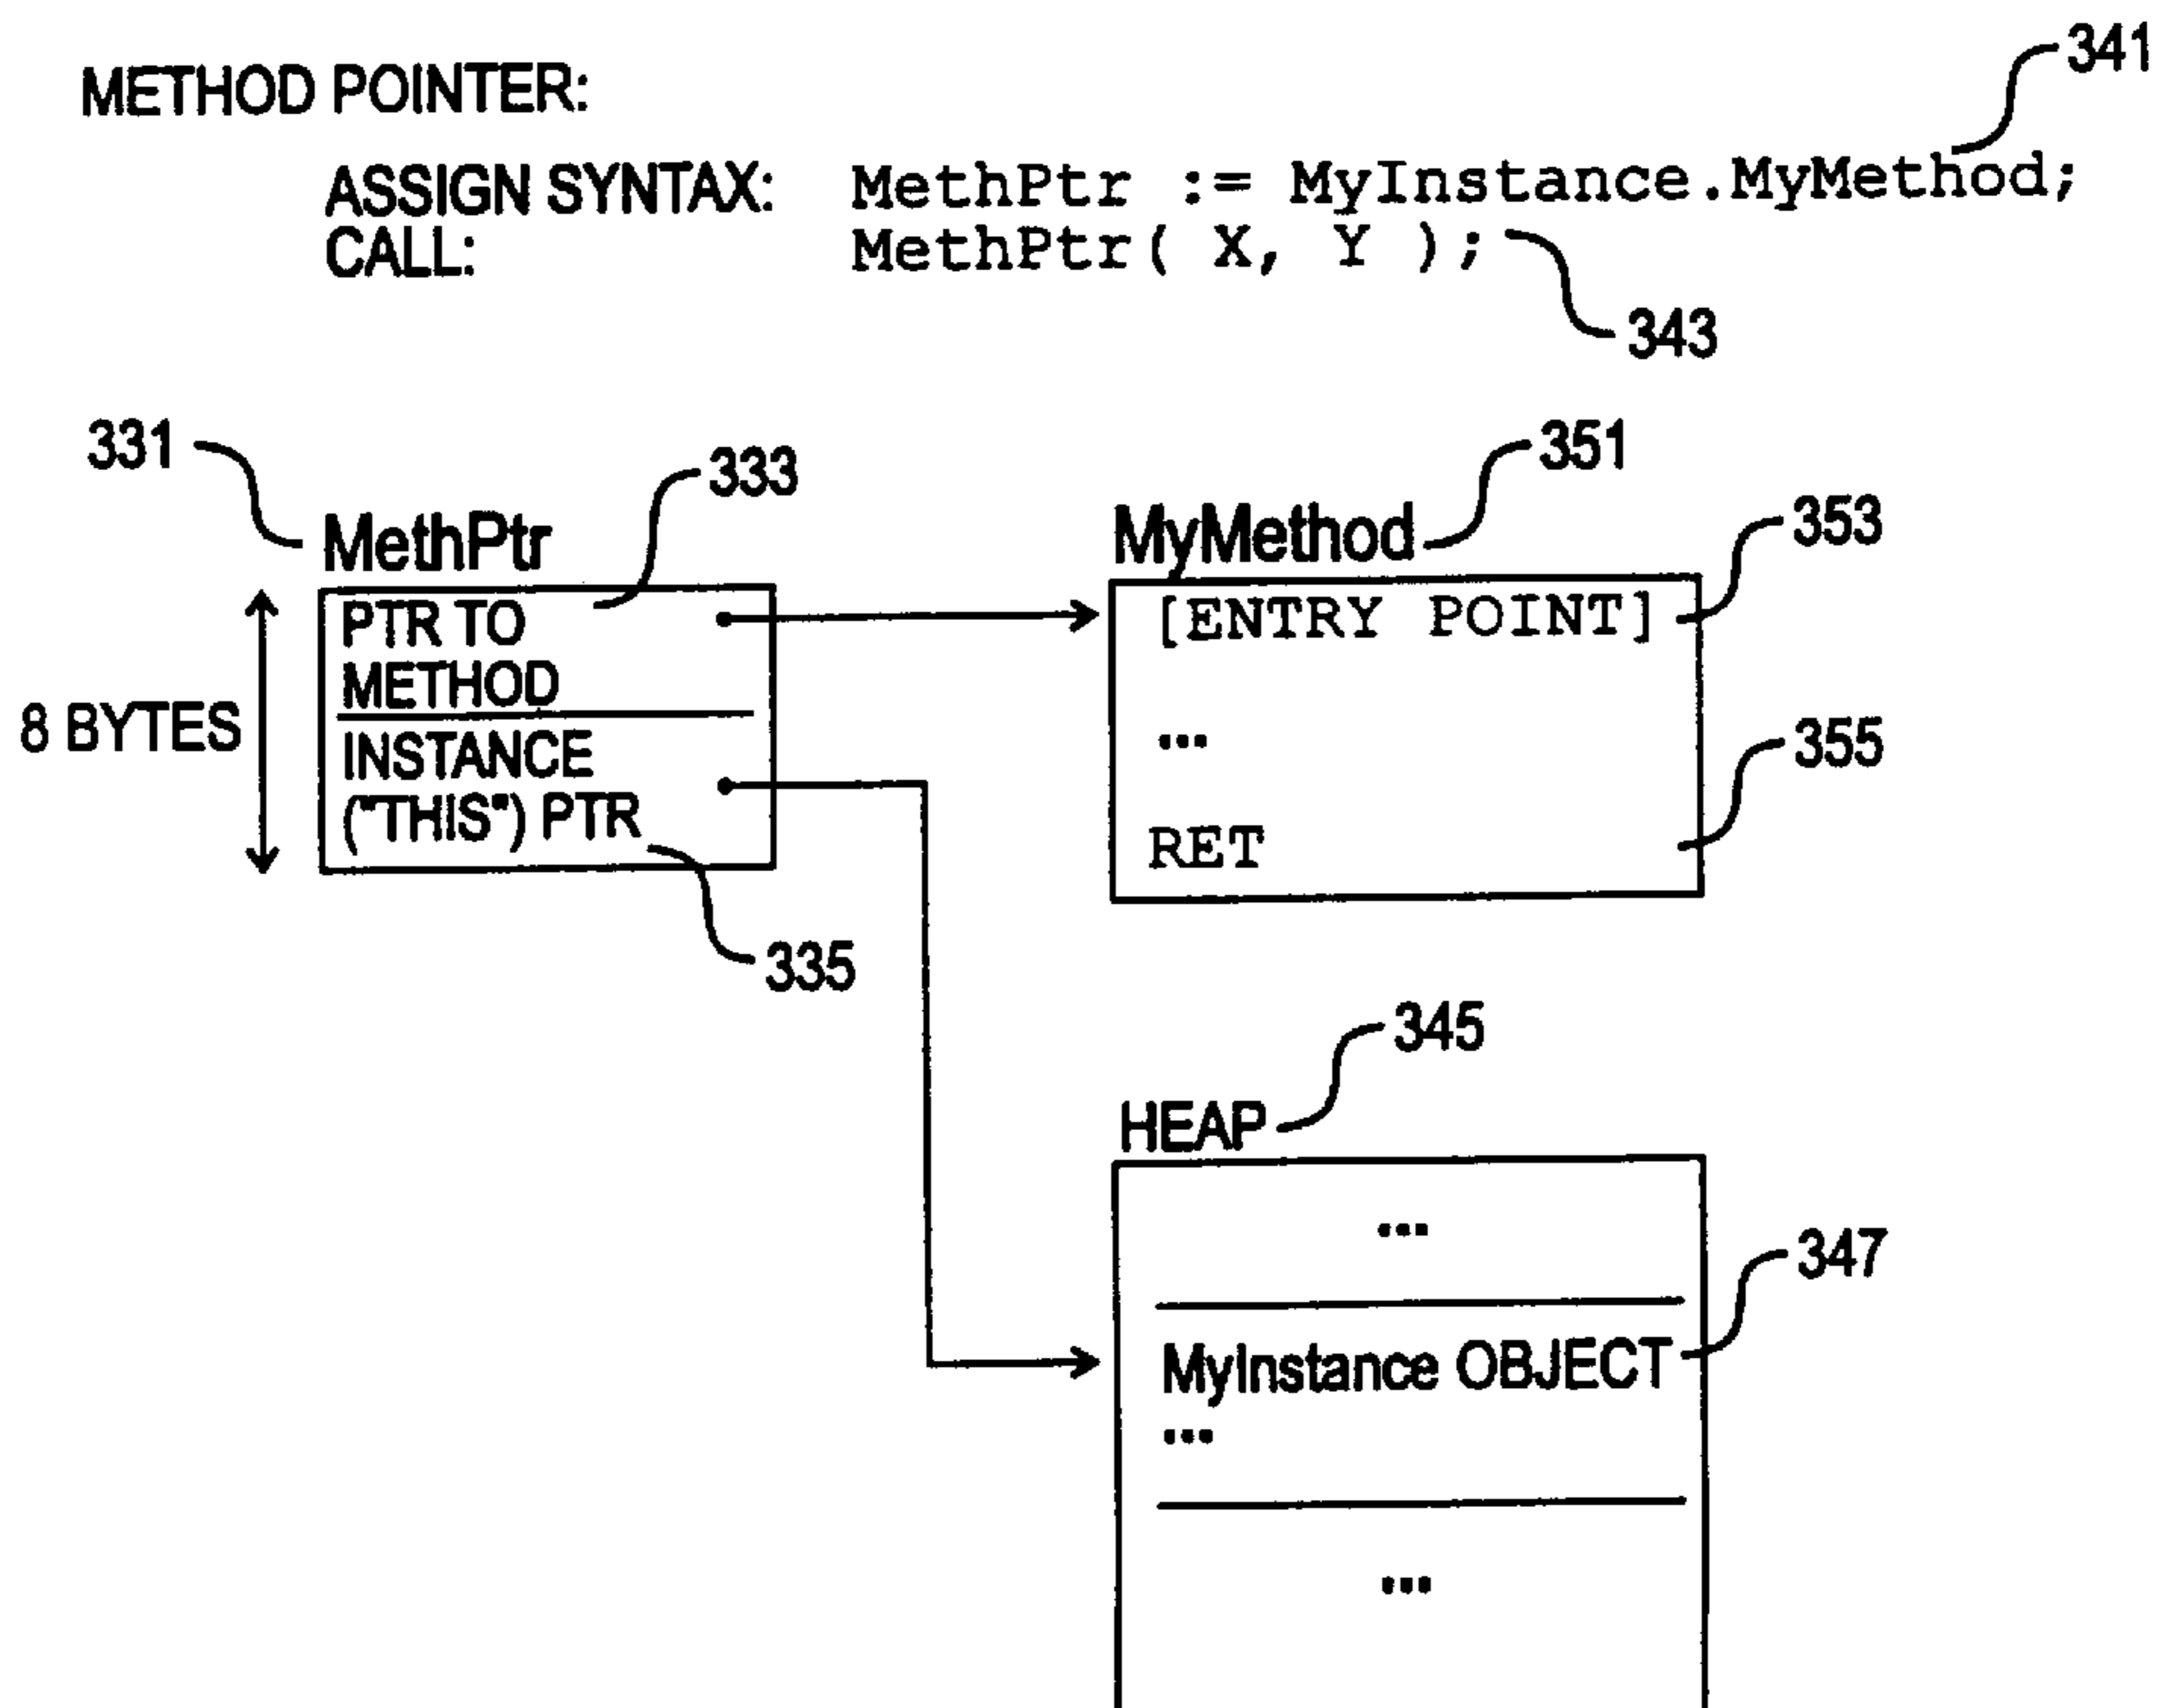 341
METHOD POINTER:
ASSIGN SYNTAX: MethPtr := MyInstance.MyMethod;
CALL: MethPtr( X, Y );
343
331
333
351
MethPtr
MyMethod
353
PTR TO
METHOD
[ENTRY POINT]
8 BYTES
INSTANCE
("THIS") PTR
...
355
RET
335
345
HEAP
...
347
MyInstance OBJECT
...
...